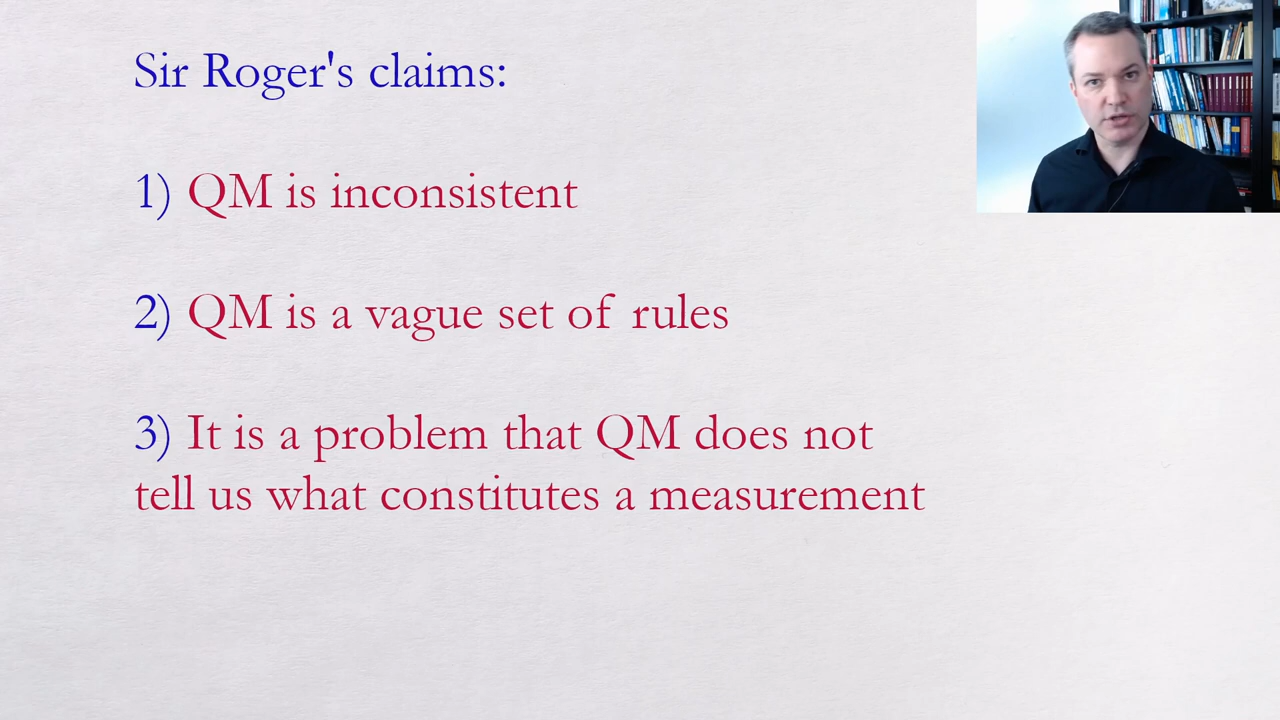 Sir Roger's claims:
1) QM is inconsistent
2) QM is a vague set of rules
3) It is a problem that QM does not
tell us what constitutes a measurement